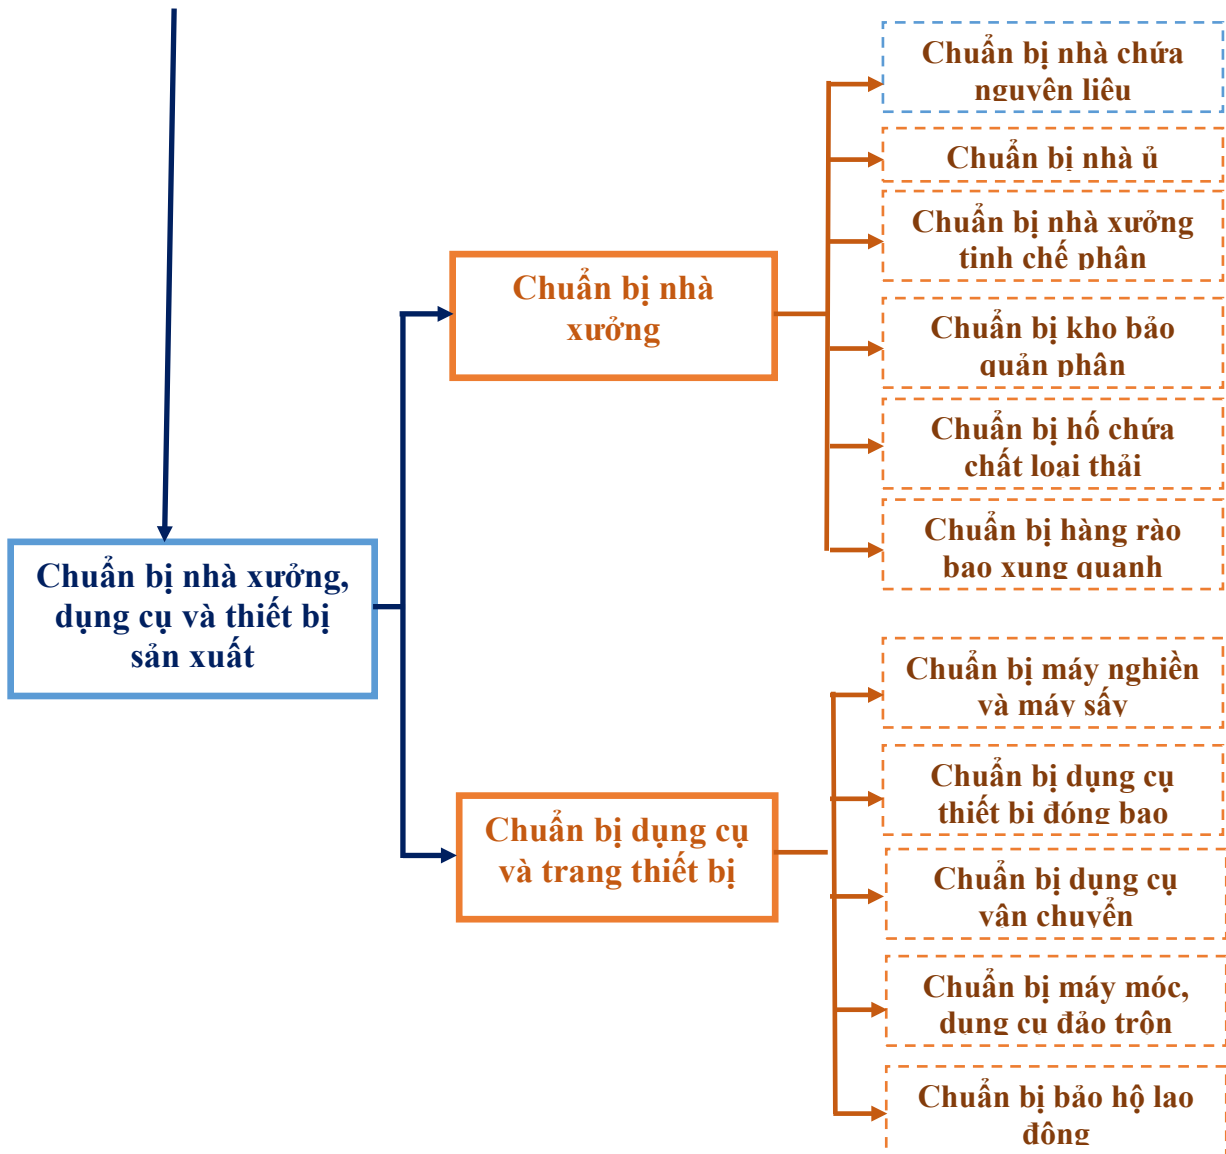 Chuẩn bị nhà xưởng,
dụng cụ và thiết bị
sản xuất
Chuẩn bị nhà
xưởng
Chuẩn bị nhà chứa
nguyên liệu
Chuẩn bị nhà ủ
Chuẩn bị nhà xưởng
tinh chế phân
Chuẩn bị kho bảo
quản phân
Chuẩn bị hố chứa
chất loại thải
Chuẩn bị hàng rào
bao xung quanh
Chuẩn bị dụng cụ
và trang thiết bị
Chuẩn bị máy nghiền
và máy sấy
Chuẩn bị dụng cụ
thiết bị đóng bao
Chuẩn bị dụng cụ
vận chuyển
Chuẩn bị máy móc,
dụng cụ đảo trộn
Chuẩn bị bảo hộ lao
động